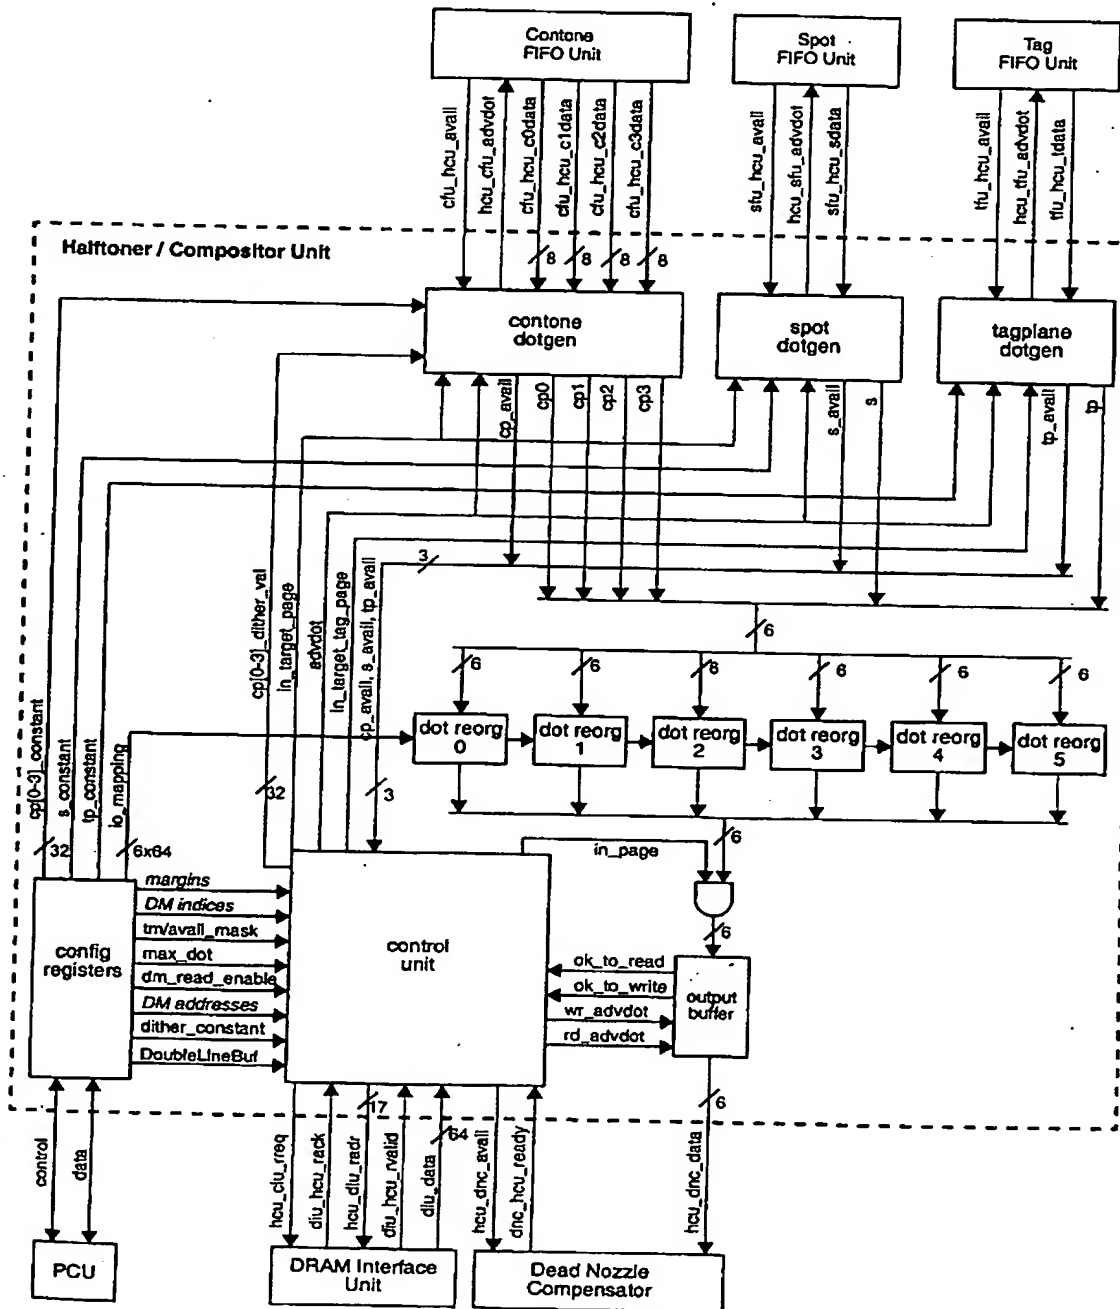 Contone
FIFO Unit
Spot
FIFO Unit
Tag
FIFO Unit
cfu_hcu_avail
hcu_cfu_advdot
cfu_hcu_c0data
cfu_hcu_c1data
cfu_hcu_c2data
cfu_hcu_c3data
sfu_hcu_avail
hcu_sfu_advdot
sfu_hcu_sdata
tfu_hcu_avail
hcu_tfu_advdot
tfu_hcu_tdata
Halftoner / Compositor Unit
8
8
8
8
contone
dotgen
spot
dotgen
tagplane
dotgen
cp_avail
cp0
cp1
cp2
cp3
s_avail
s
tp_avail
tp
3
6
cp[0-3]_dither_val
in_target_page
advdot
in_target_tag_page
cp_avail, s_avail, tp_avail
6
6
6
6
6
6
dot reorg
0
dot reorg
1
dot reorg
2
dot reorg
3
dot reorg
4
dot reorg
5
cp[0-3]_constant
s_constant
tp_constant
io_mapping
32
3
32
6x64
6
in_page
margins
DM indices
tm/avail_mask
max_dot
dm_read_enable
DM addresses
dither_constant
DoubleLineBuf
config
registers
control
unit
6
ok_to_read
ok_to_write
wr_advdot
rd_advdot
output
buffer
17
64
6
control
data
hcu_diu_rreq
diu_hcu_rack
hcu_diu_radr
diu_hcu_rvalid
diu_data
hcu_dnc_avail
dnc_hcu_ready
hcu_dnc_data
PCU
DRAM Interface
Unit
Dead Nozzle
Compensator